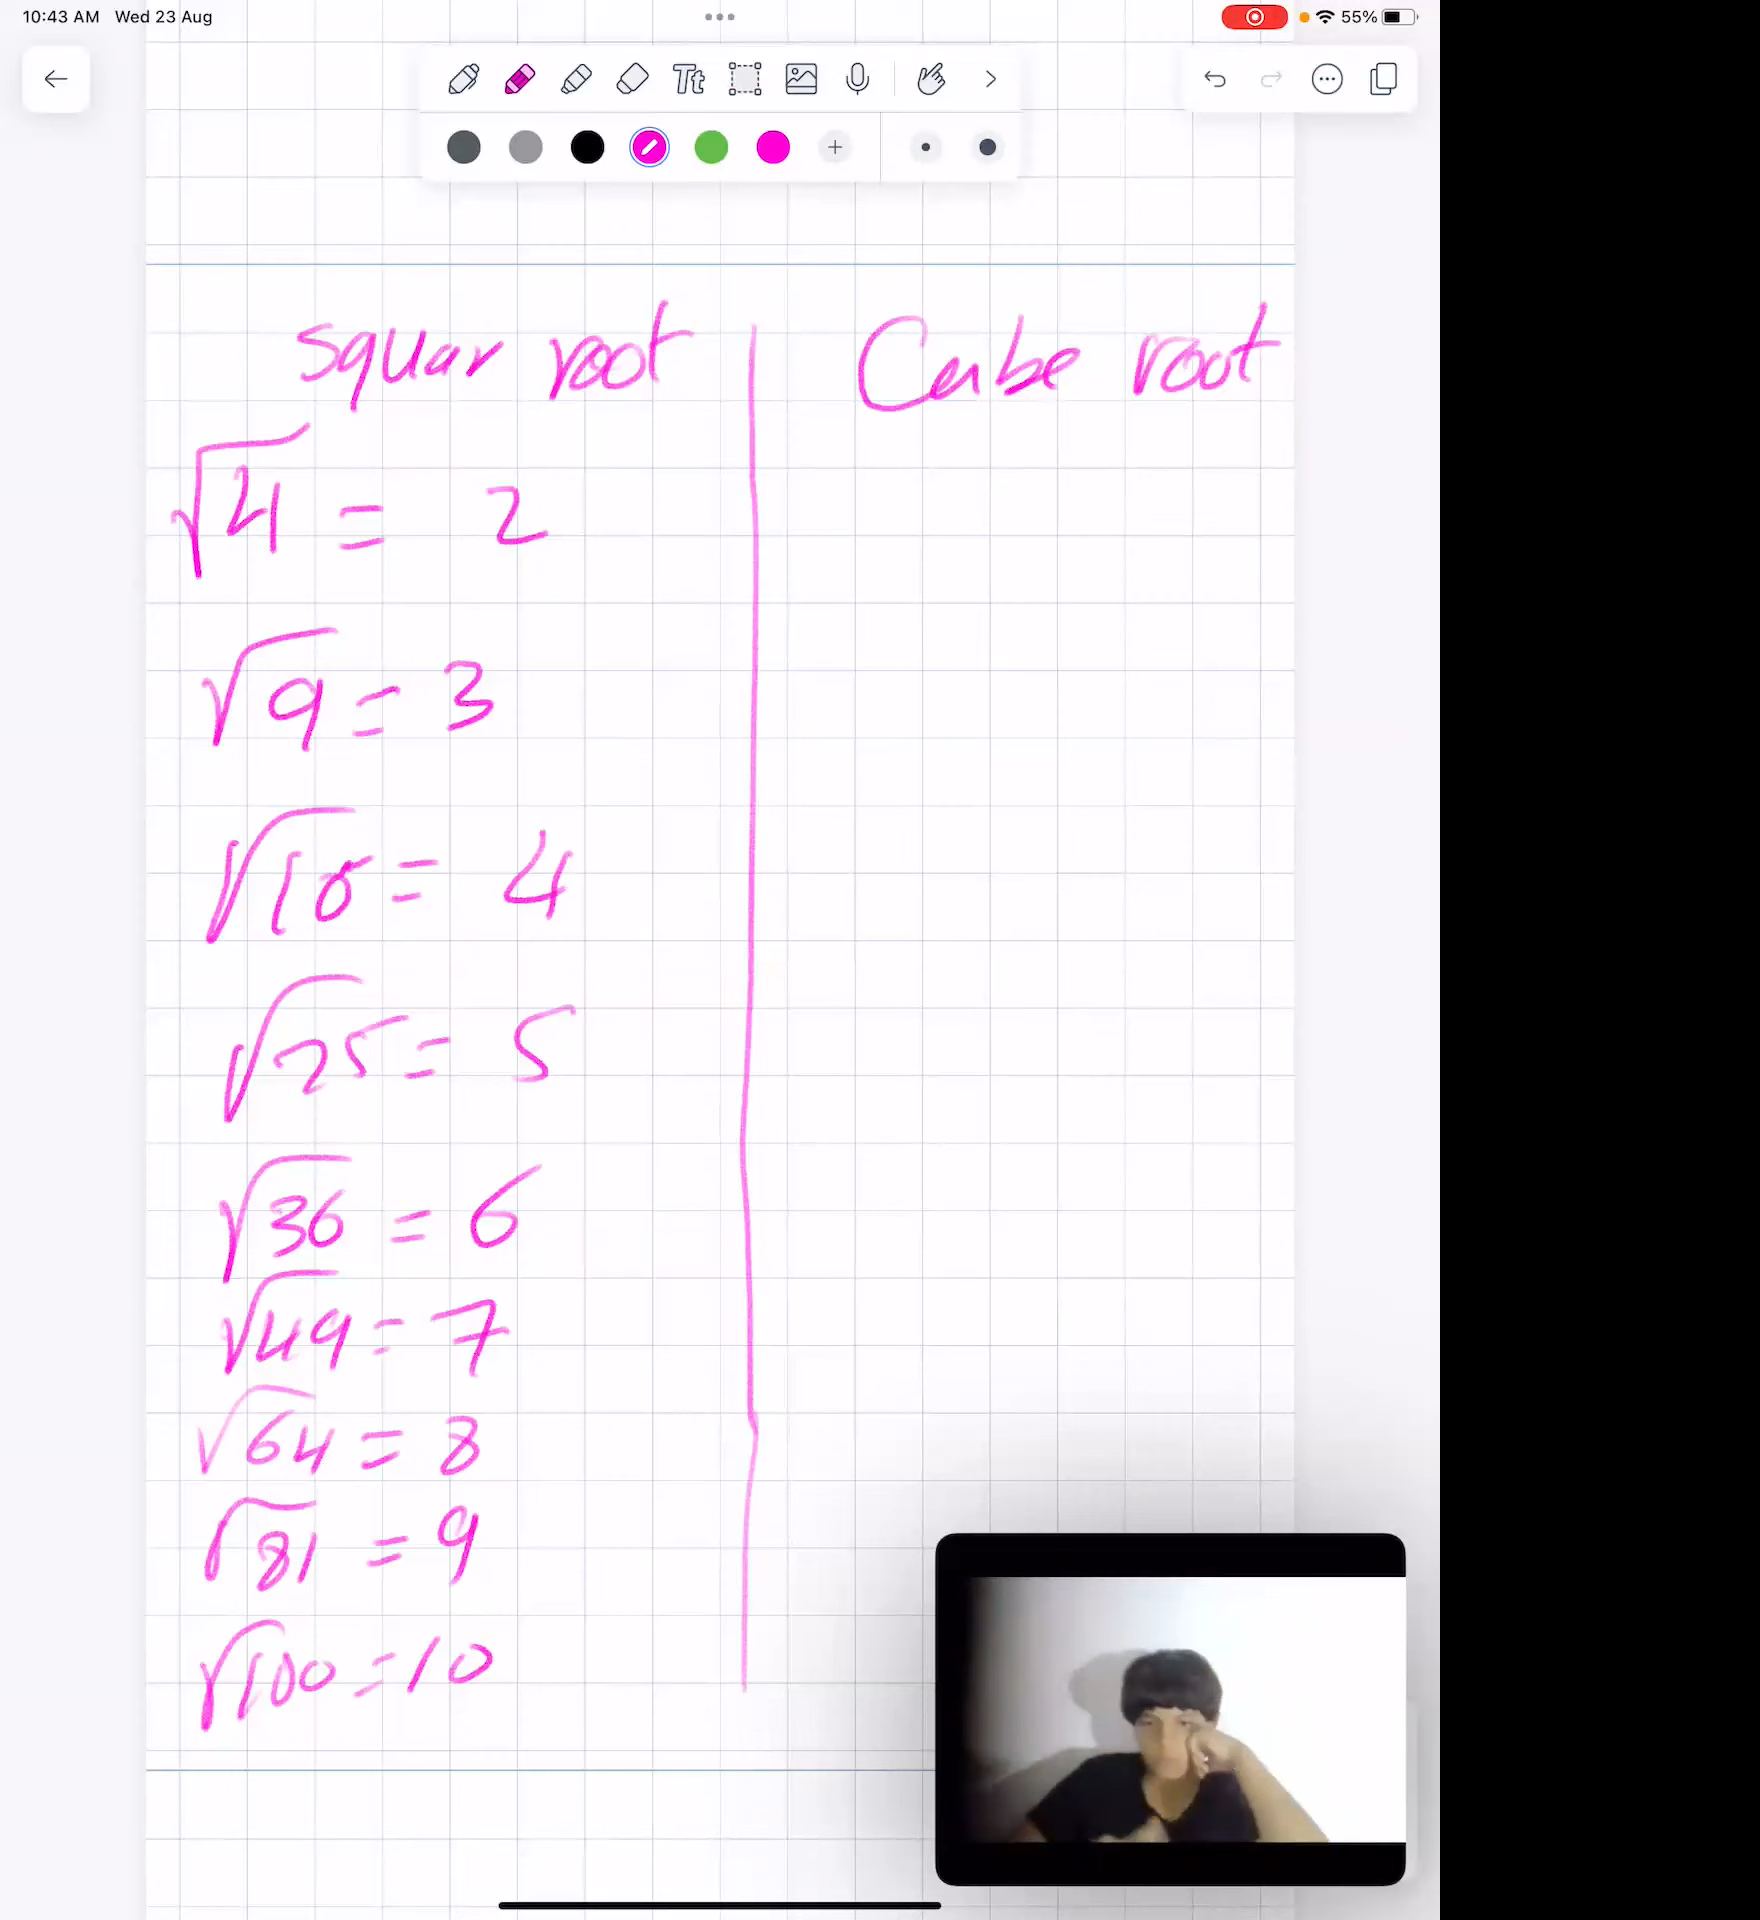 10:43 AM Wed 23 Aug
55%
Tt
squar root
Cube root
√4 = 2
√9 = 3
√16 = 4
√25 = 5
√36 = 6
√49 = 7
√64 = 8
√81 = 9
√100 = 10